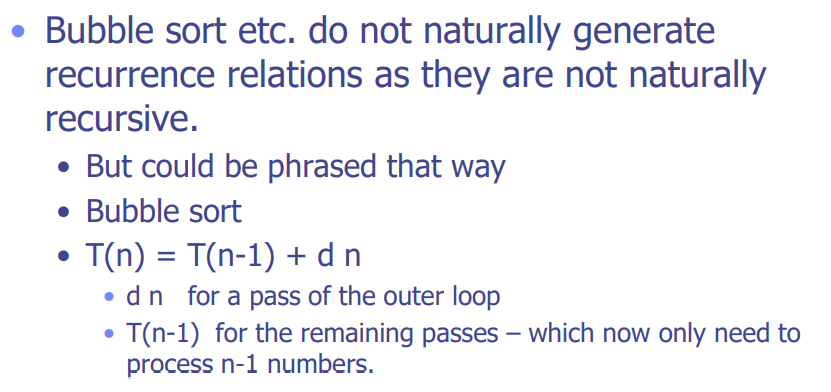 • Bubble sort etc. do not naturally generate
recurrence relations as they are not naturally
recursive.
• But could be phrased that way
• Bubble sort
• T(n) = T(n-1) + d n
• d n for a pass of the outer loop
• T(n-1) for the remaining passes – which now only need to
process n-1 numbers.